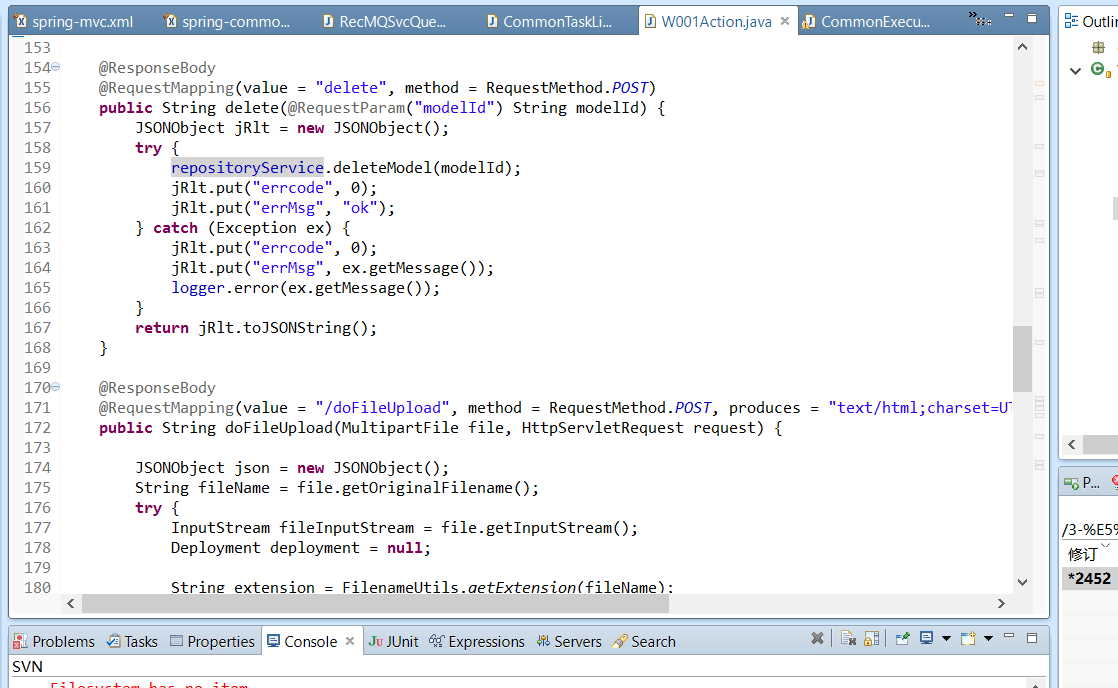 spring-mvc.xml spring-commo... RecMQSvcQue... CommonTaskLi... W001Action.java CommonExecu...
Outlin
153
154 @ResponseBody
155 @RequestMapping(value = "delete", method = RequestMethod.POST)
156 public String delete(@RequestParam("modelId") String modelId) {
157 JSONObject jRlt = new JSONObject();
158 try {
159 repositoryService.deleteModel(modelId);
160 jRlt.put("errcode", 0);
161 jRlt.put("errMsg", "ok");
162 } catch (Exception ex) {
163 jRlt.put("errcode", 0);
164 jRlt.put("errMsg", ex.getMessage());
165 logger.error(ex.getMessage());
166 }
167 return jRlt.toJSONString();
168 }
169
170 @ResponseBody
171 @RequestMapping(value = "/doFileUpload", method = RequestMethod.POST, produces = "text/html;charset=UT
172 public String doFileUpload(MultipartFile file, HttpServletRequest request) {
173
174 JSONObject json = new JSONObject();
175 String fileName = file.getOriginalFilename();
176 try {
177 InputStream fileInputStream = file.getInputStream();
178 Deployment deployment = null;
179
180 String extension = FilenameUtils.getExtension(fileName);
P...
/3-%E5%
修订
*2452
Problems Tasks Properties Console JUnit Expressions Servers Search
SVN
Filesystem has no item